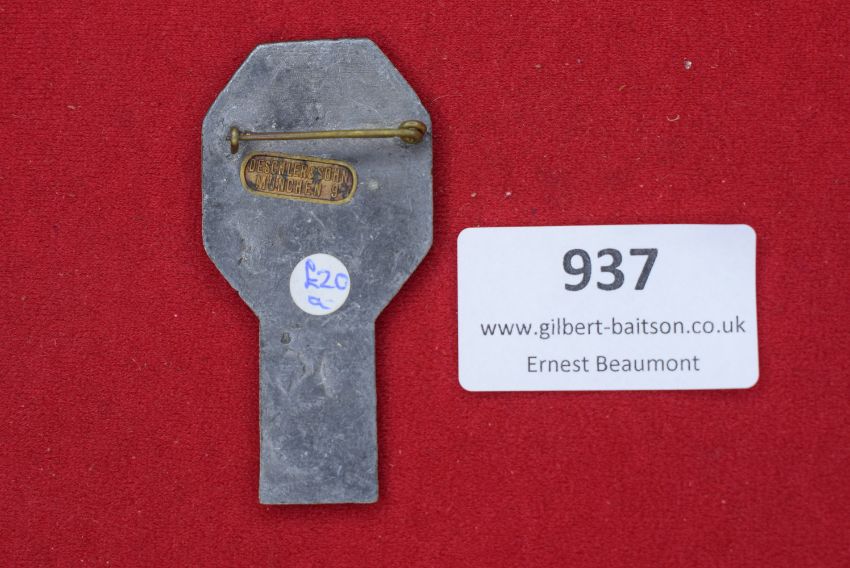 DESCHLER & SOHN
MÜNCHEN 9
£20
a
937
www.gilbert-baitson.co.uk
Ernest Beaumont